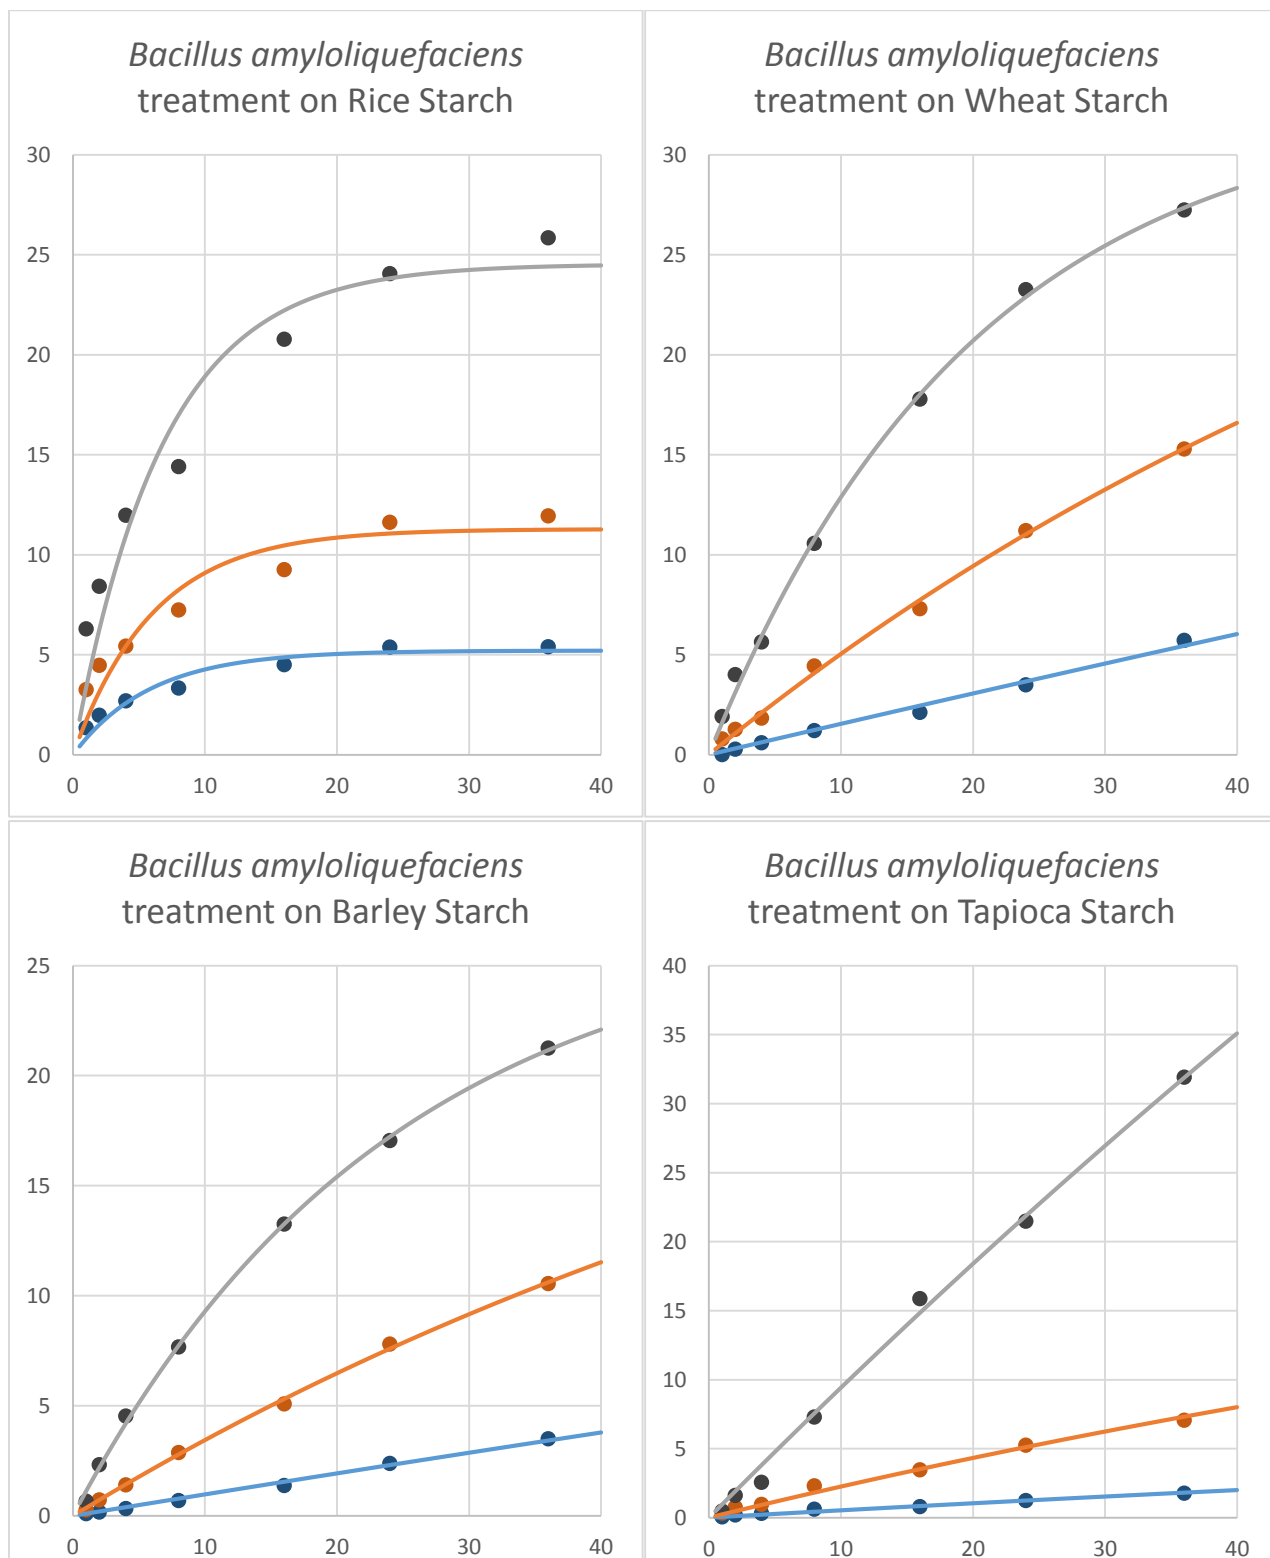 Bacillus amyloliquefaciens
treatment on Rice Starch
30
25
20
15
10
5
0
0 10 20 30 40
Bacillus amyloliquefaciens
treatment on Wheat Starch
30
25
20
15
10
5
0
0 10 20 30 40
Bacillus amyloliquefaciens
treatment on Barley Starch
25
20
15
10
5
0
0 10 20 30 40
Bacillus amyloliquefaciens
treatment on Tapioca Starch
40
35
30
25
20
15
10
5
0
0 10 20 30 40